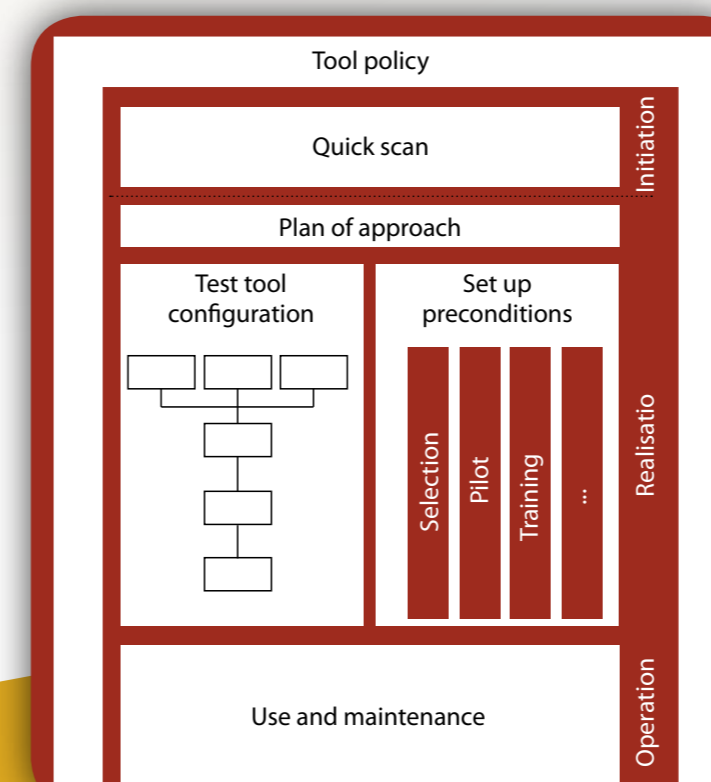 Tool policy
Quick scan
Initiation
Plan of approach
Test tool
configuration
Set up
preconditions
Selection
Pilot
Training
...
Realisatio
Use and maintenance
Operation